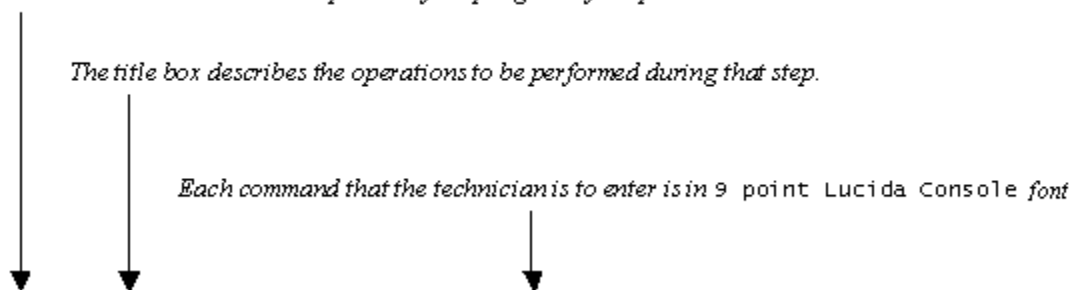 The title box describes the operations to be performed during that step.
Each command that the technician is to enter is in 9 point Lucida Console font